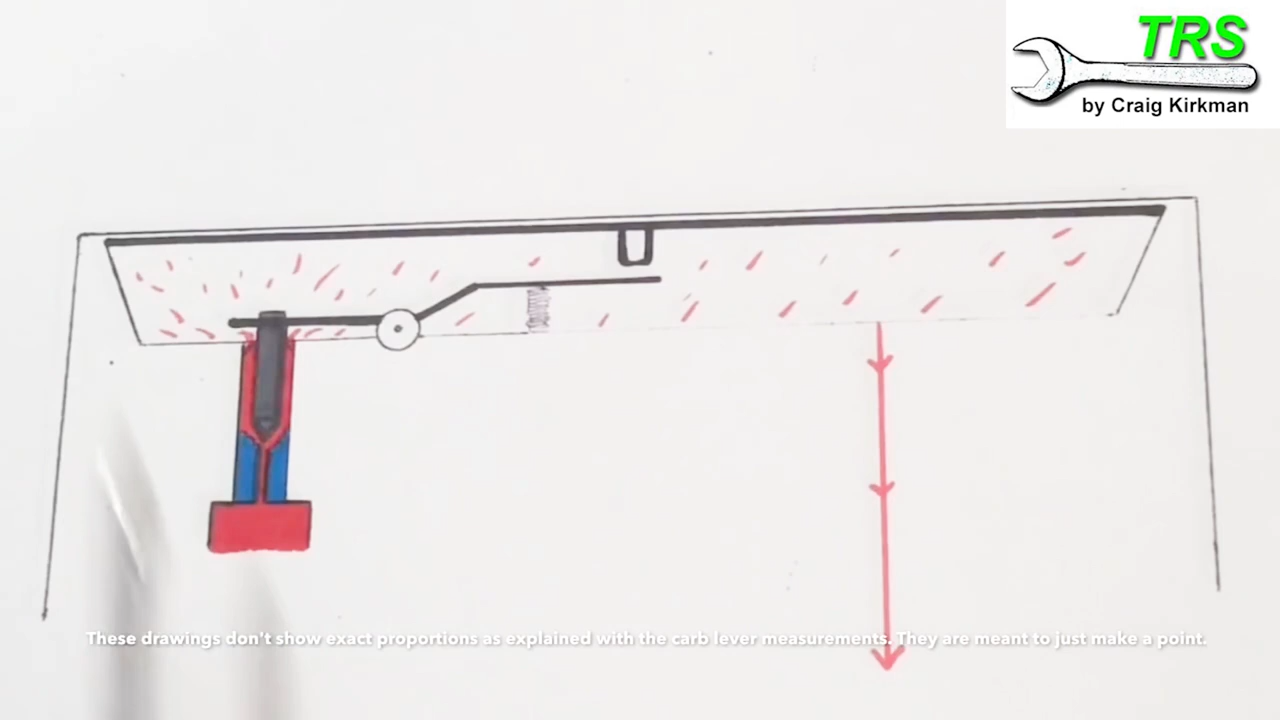 TRS
by Craig Kirkman
These drawings don't show exact proportions as explained with the carb lever measurements. They are meant to just make a point.